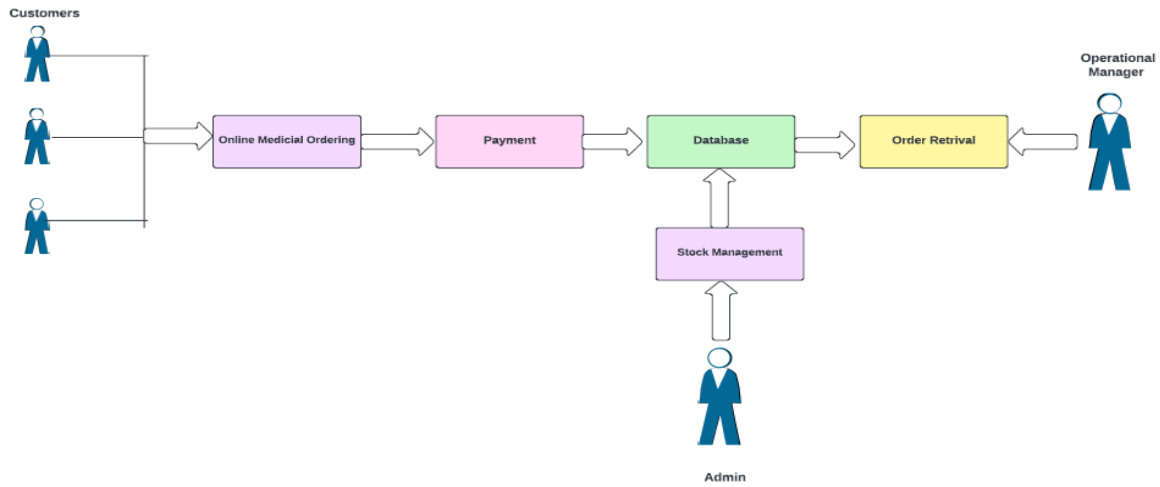 Customers
Operational
Manager
Online Medicial Ordering
Payment
Database
Order Retrival
Stock Management
Admin